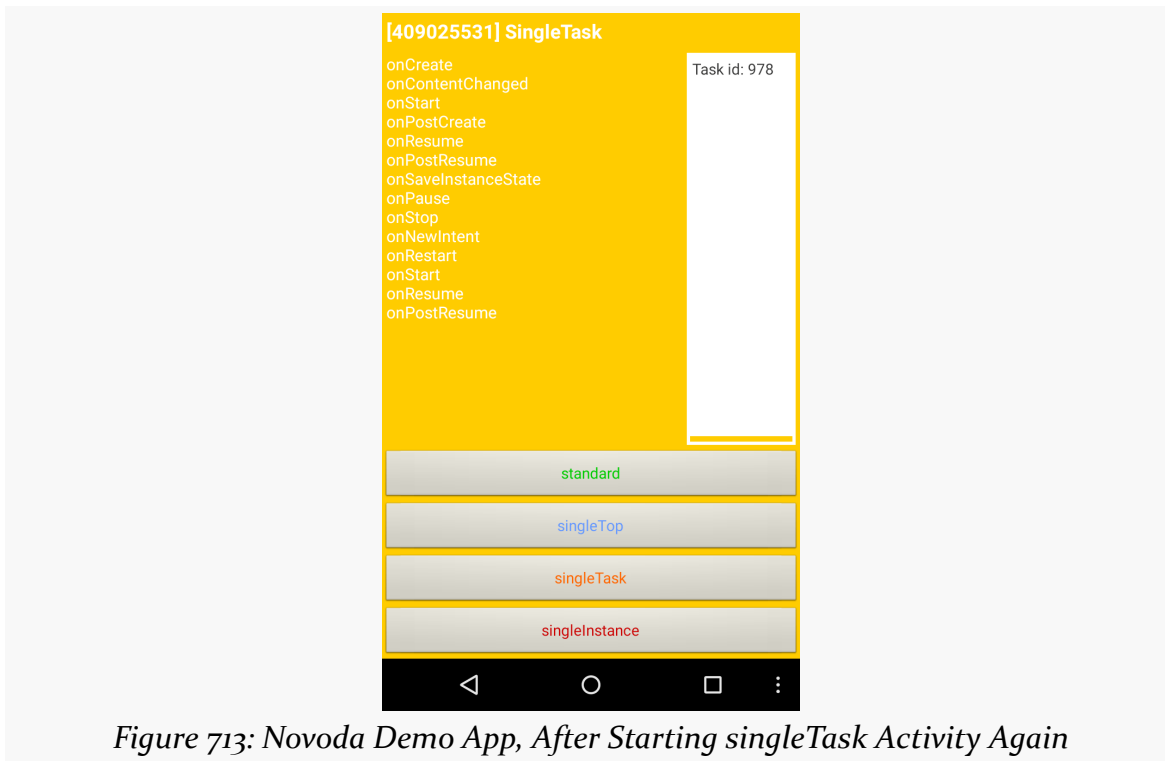 [409025531] SingleTask
onCreate
onContentChanged
onStart
onPostCreate
onResume
onPostResume
onSaveInstanceState
onPause
onStop
onNewIntent
onRestart
onStart
onResume
onPostResume
Task id: 978
standard
singleTop
singleTask
singleInstance
Figure 713: Novoda Demo App, After Starting singleTask Activity Again